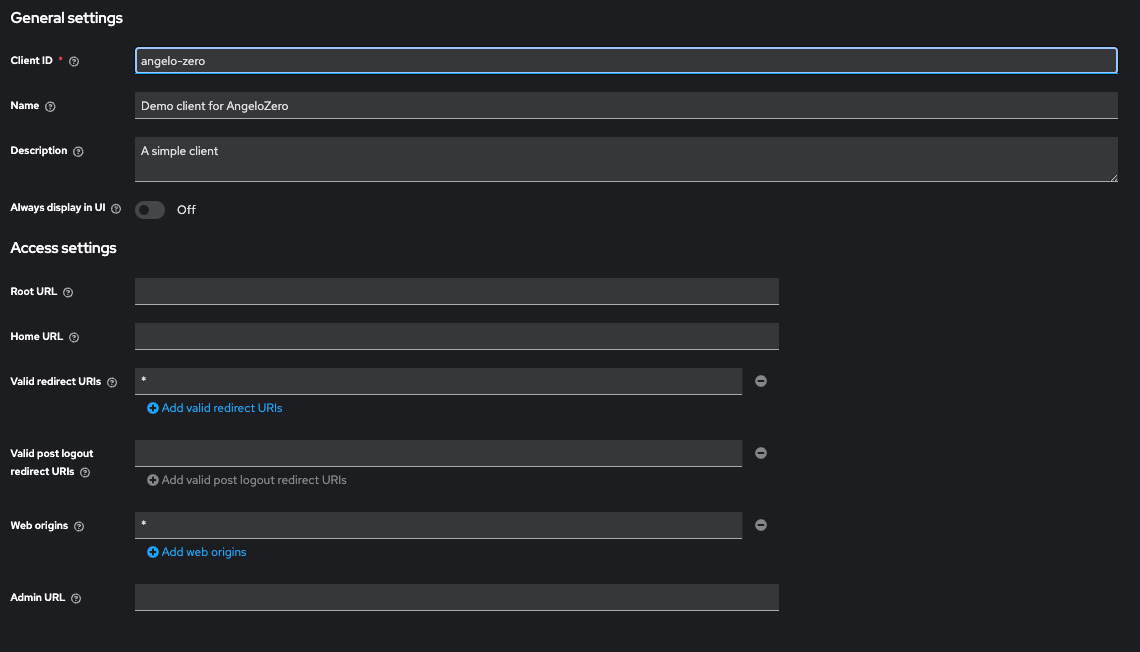 General settings
Client ID *
angelo-zero
Name
Demo client for AngeloZero
Description
A simple client
Always display in UI
Off
Access settings
Root URL
Home URL
Valid redirect URIs
*
Add valid redirect URIs
Valid post logout
redirect URIs
Add valid post logout redirect URIs
Web origins
*
Add web origins
Admin URL